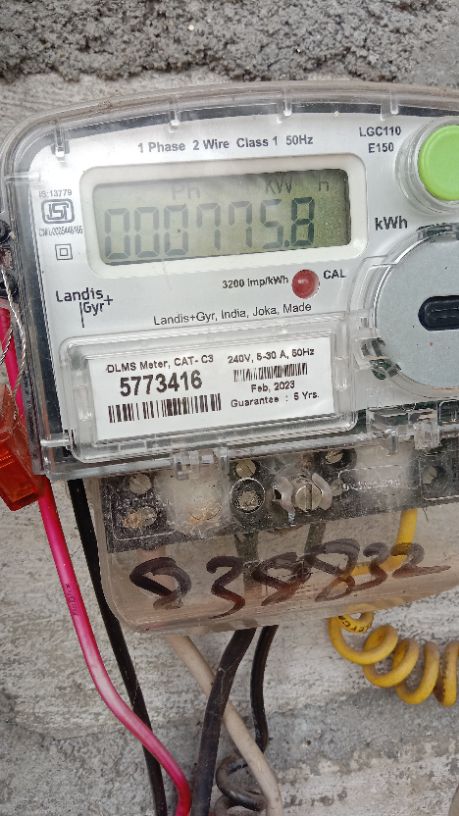 1 Phase 2 Wire Class 1 50Hz
LGC110
E150
IS:13779
Ph KW h
000775.8
kWh
3200 Imp/kWh
CAL
Landis+
Gyr
Landis+Gyr, India, Joka, Made
DLMS Meter, CAT- C3
240V, 5-30 A, 50Hz
5773416
Feb, 2023
Guarantee : 5 Yrs.